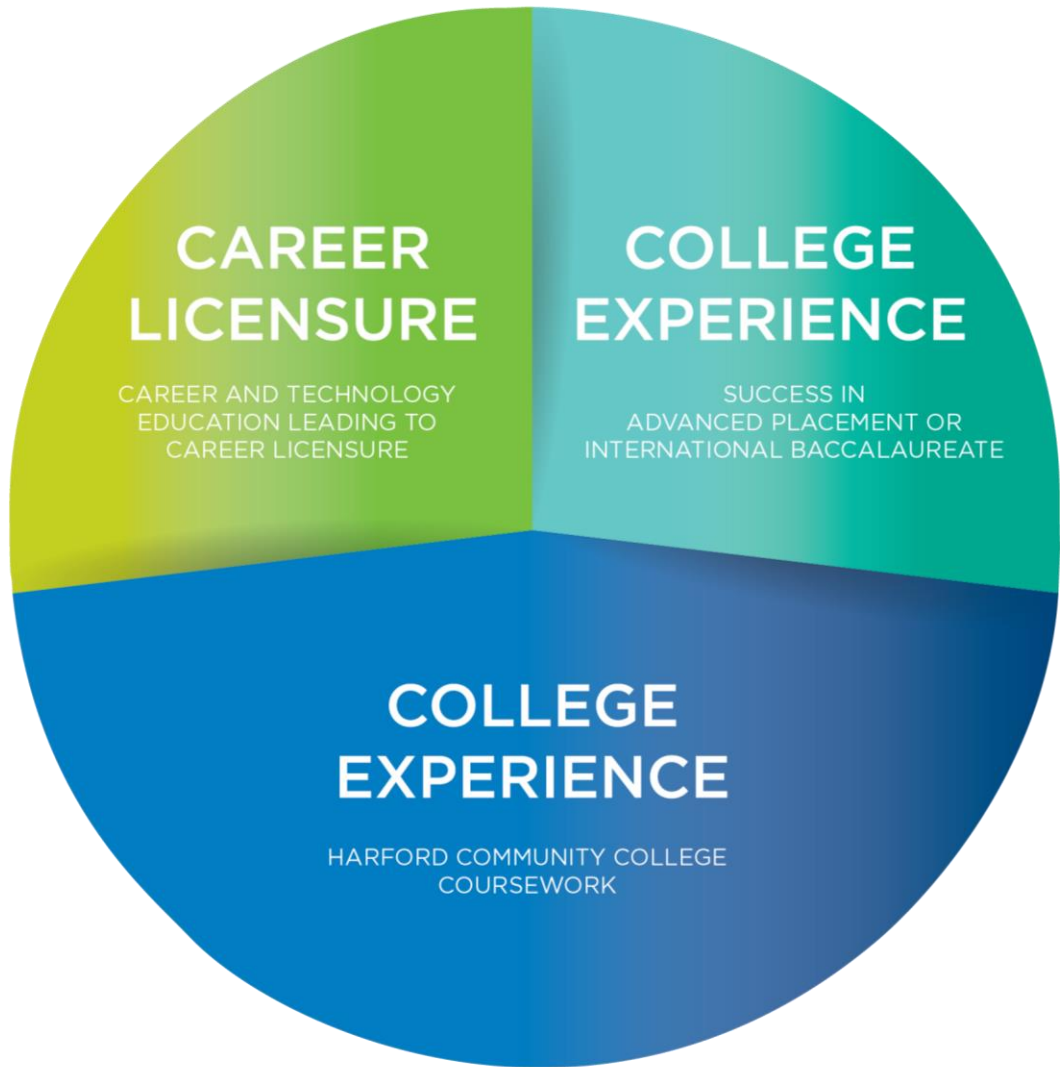 CAREER
LICENSURE
CAREER AND TECHNOLOGY
EDUCATION LEADING TO
CAREER LICENSURE
COLLEGE
EXPERIENCE
SUCCESS IN
ADVANCED PLACEMENT OR
INTERNATIONAL BACCALAUREATE
COLLEGE
EXPERIENCE
HARFORD COMMUNITY COLLEGE
COURSEWORK